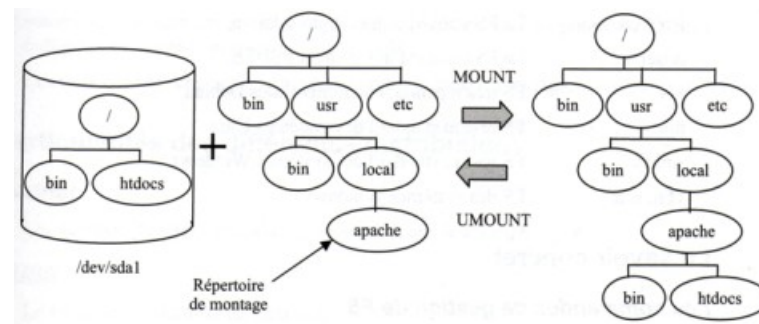 /
bin
htdocs
/dev/sda1
+
/
bin
usr
etc
bin
local
apache
Répertoire
de montage
MOUNT
UMOUNT
/
bin
usr
etc
bin
local
apache
bin
htdocs